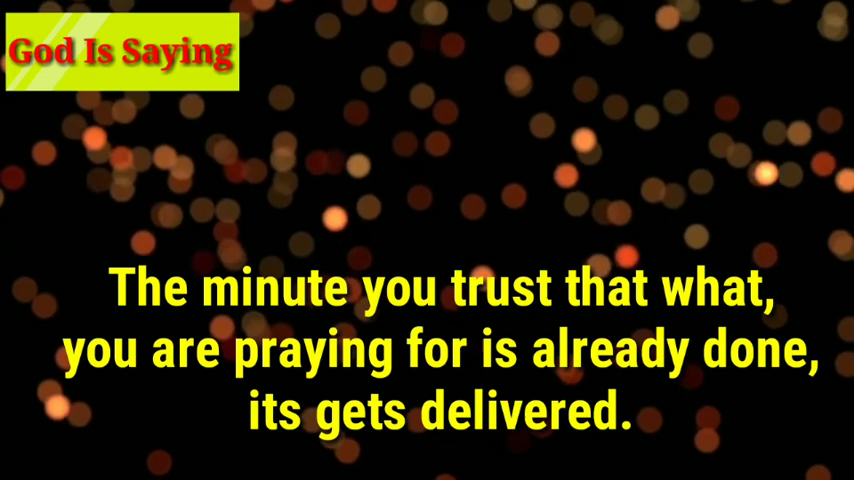 God Is Saying
The minute you trust that what,
you are praying for is already done,
its gets delivered.